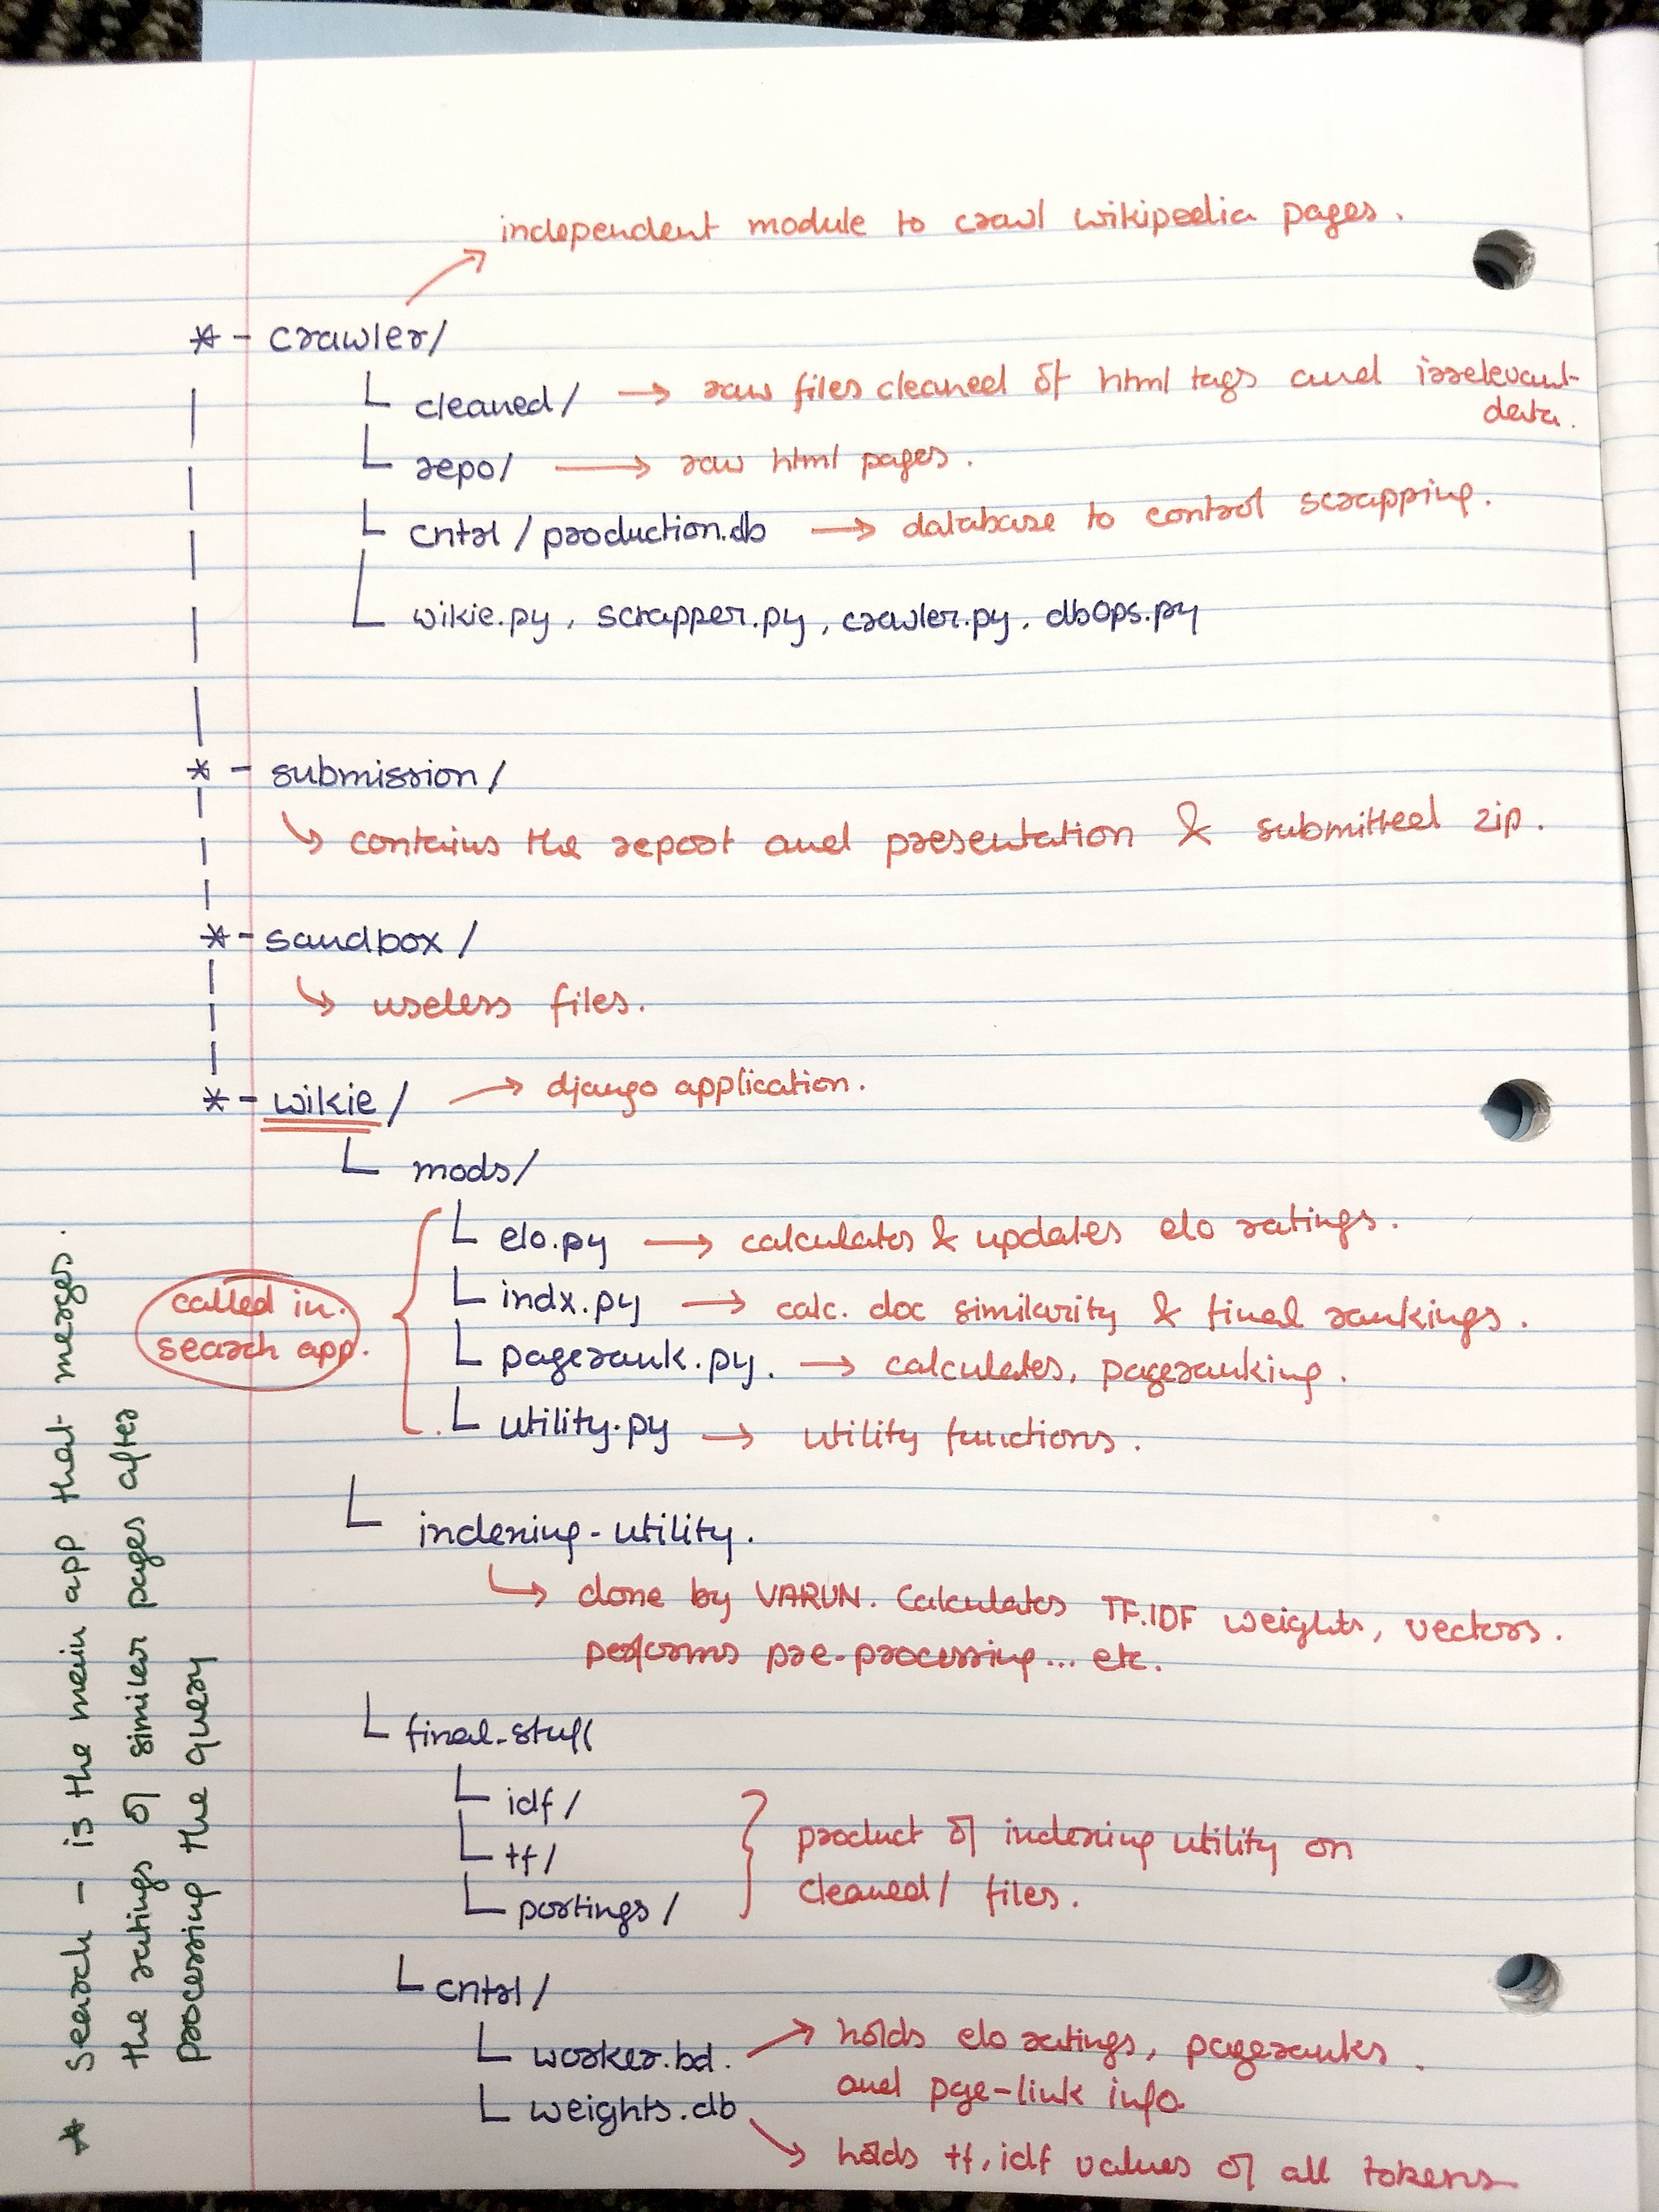 independent module to crawl wikipedia pages.
* - crawler/
cleaned/ → raw files cleaned of html tags and irrelevant
data.
repo/ → raw html pages.
cntrl / production.db → database to control scrapping.
wikie.py, scrapper.py, crawler.py, dbOps.py
* - submission/
contains the report and presentation & submitted zip.
* - sandbox/
useless files.
* - wikie/ → django application.
mods/
elo.py → calculates & updates elo ratings.
indx.py → calc. doc similarity & final rankings.
pagerank.py. → calculates, pageranking.
utility.py → utility functions.
called in.
search app.
indexing-utility.
done by VARUN. Calculates TF.IDF weights, vectors.
performs pre-processing... etc.
final-stuff
idf/
tf/
postings/
product of indexing utility on
cleaned/ files.
cntrl/
worker.bd. → holds elo ratings, pageranks.
and pge-link info
weights.db
holds tf, idf values of all tokens
* Search - is the main app that merges.
the ratings of similar pages after
processing the query